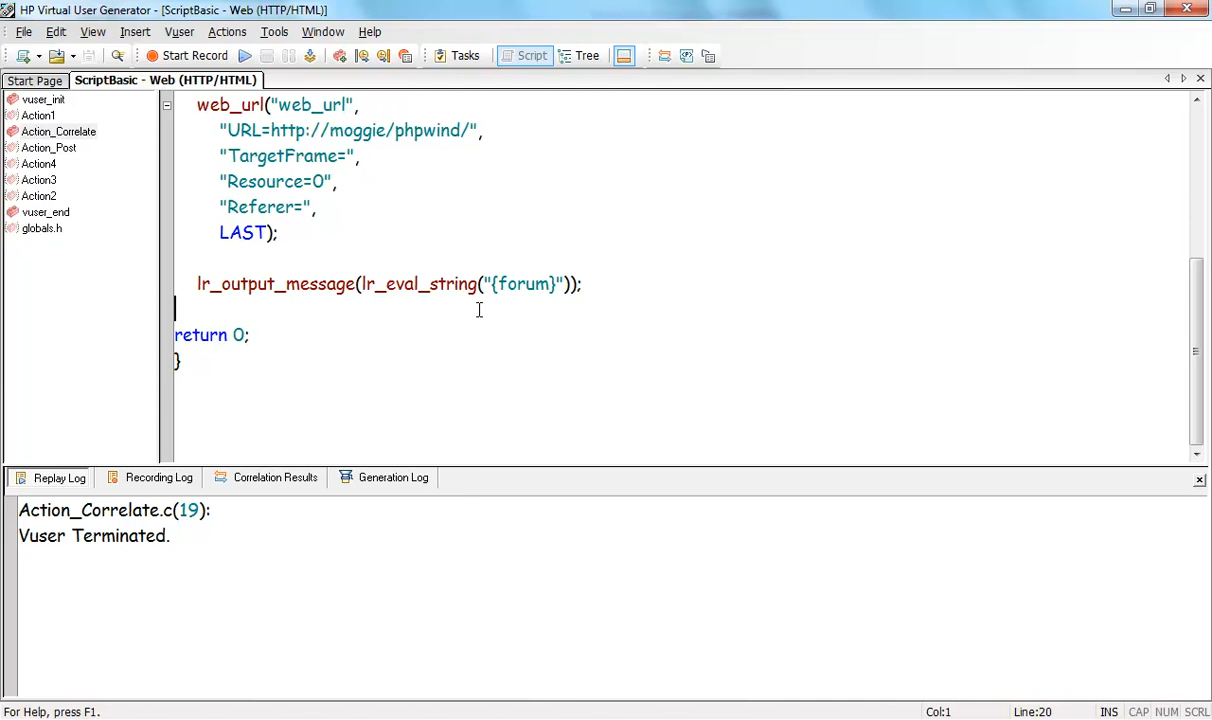 HP Virtual User Generator - [ScriptBasic - Web (HTTP/HTML)]
File Edit View Insert Vuser Actions Tools Window Help
Start Record Tasks Script Tree
Start Page ScriptBasic - Web (HTTP/HTML)
vuser_init
Action1
Action_Correlate
Action_Post
Action4
Action3
Action2
vuser_end
globals.h
web_url("web_url",
"URL=http://moggie/phpwind/",
"TargetFrame=",
"Resource=0",
"Referer=",
LAST);
lr_output_message(lr_eval_string("{forum}"));
return 0;
}
Replay Log Recording Log Correlation Results Generation Log
Action_Correlate.c(19):
Vuser Terminated.
For Help, press F1. Col:1 Line:20 INS CAP NUM SCRL